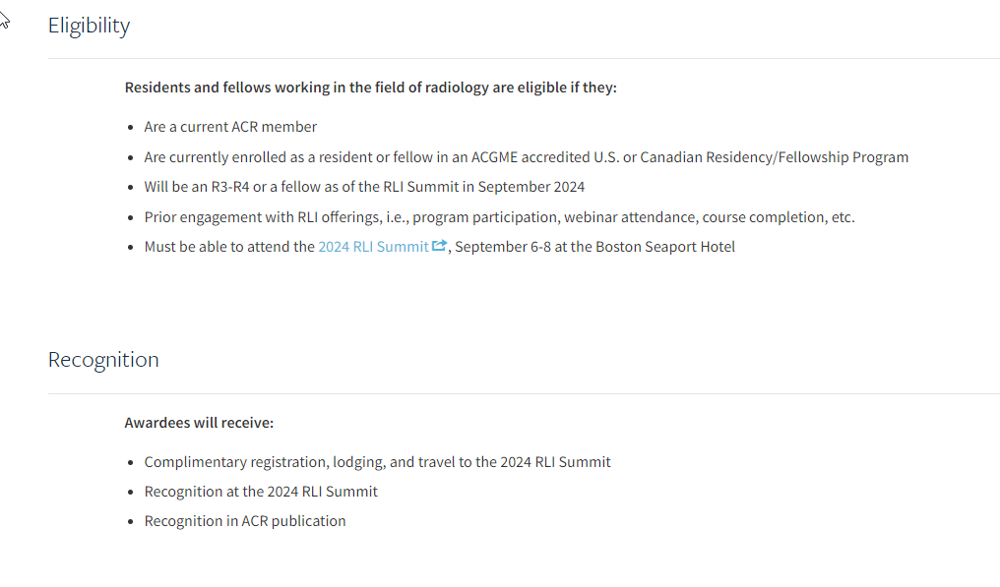 Eligibility
Residents and fellows working in the field of radiology are eligible if they:
• Are a current ACR member
• Are currently enrolled as a resident or fellow in an ACGME accredited U.S. or Canadian Residency/Fellowship Program
• Will be an R3-R4 or a fellow as of the RLI Summit in September 2024
• Prior engagement with RLI offerings, i.e., program participation, webinar attendance, course completion, etc.
• Must be able to attend the 2024 RLI Summit, September 6-8 at the Boston Seaport Hotel
Recognition
Awardees will receive:
• Complimentary registration, lodging, and travel to the 2024 RLI Summit
• Recognition at the 2024 RLI Summit
• Recognition in ACR publication